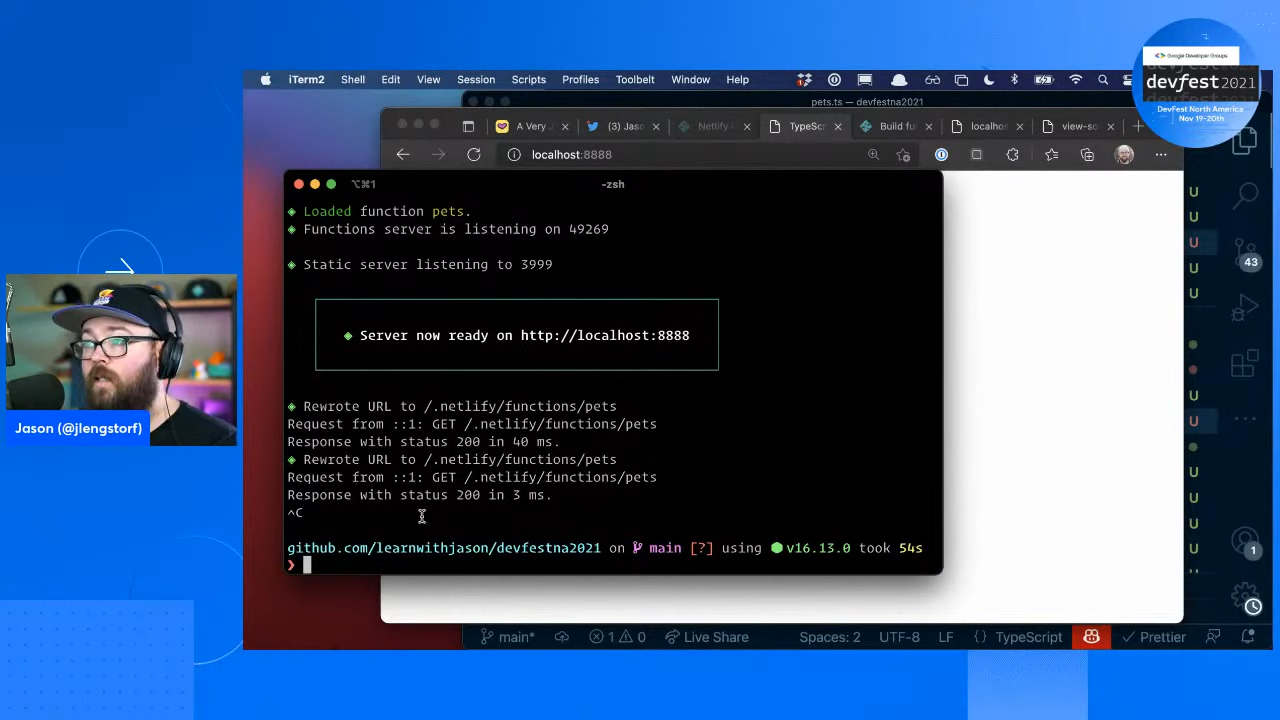 Google Developer Groups
devfest 2021
DevFest North America
Nov 19-20th
iTerm2 Shell Edit View Session Scripts Profiles Toolbelt Window Help
pets.ts — devfestna2021
A Very J
(3) Jaso
Netlify
TypeScr
Build fu
localhos
view-so
localhost:8888
⌥⌘1
-zsh
◈ Loaded function pets.
◈ Functions server is listening on 49269
◈ Static server listening to 3999
◈ Server now ready on http://localhost:8888
◈ Rewrote URL to /.netlify/functions/pets
Request from ::1: GET /.netlify/functions/pets
Response with status 200 in 40 ms.
◈ Rewrote URL to /.netlify/functions/pets
Request from ::1: GET /.netlify/functions/pets
Response with status 200 in 3 ms.
^C
github.com/learnwithjason/devfestna2021 on main [?] using v16.13.0 took 54s
❯
Jason (@jlengstorf)
U
U
U
U
U
U
U
U
U
43
1
main* 1 0 Live Share Spaces: 2 UTF-8 LF {} TypeScript Prettier